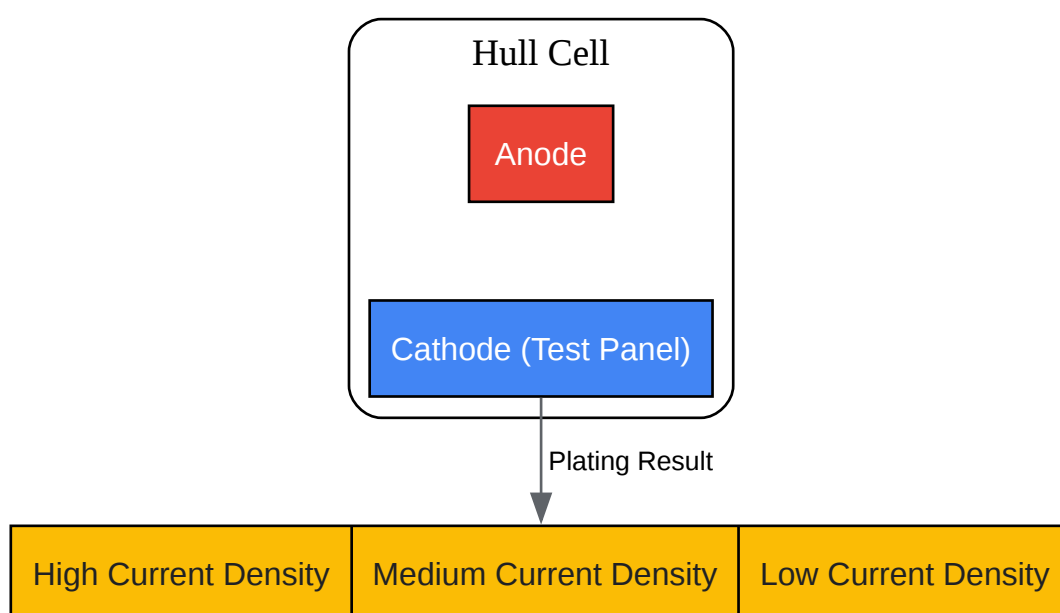 Hull Cell
Anode
Cathode (Test Panel)
Plating Result
High Current Density
Medium Current Density
Low Current Density